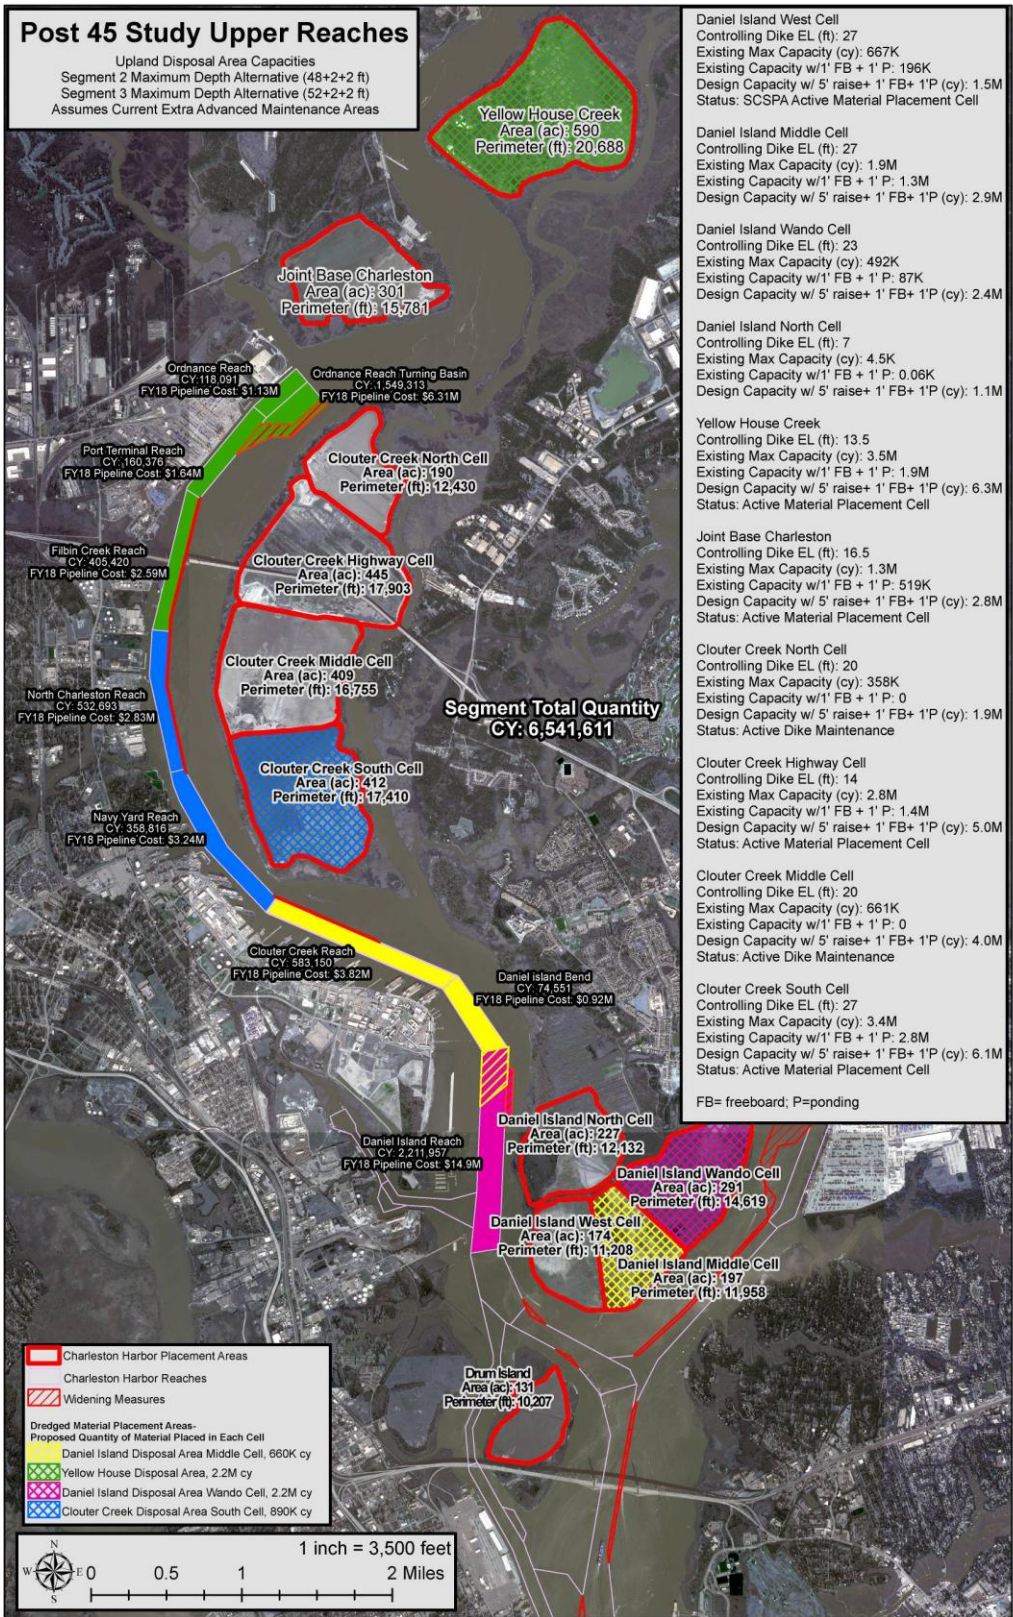 Post 45 Study Upper Reaches
Upland Disposal Area Capacities
Segment 2 Maximum Depth Alternative (48+2+2 ft)
Segment 3 Maximum Depth Alternative (52+2+2 ft)
Assumes Current Extra Advanced Maintenance Areas
Yellow House Creek
Area (ac): 590
Perimeter (ft): 20,688
Joint Base Charleston
Area (ac): 301
Perimeter (ft): 15,781
Ordnance Reach
CY: 118,091
FY18 Pipeline Cost: $1.13M
Ordnance Reach Turning Basin
CY: 1,549,313
FY18 Pipeline Cost: $6.31M
Port Terminal Reach
CY: 160,376
FY18 Pipeline Cost: $1.64M
Clouter Creek North Cell
Area (ac): 190
Perimeter (ft): 12,430
Filbin Creek Reach
CY: 405,420
FY18 Pipeline Cost: $2.59M
Clouter Creek Highway Cell
Area (ac): 445
Perimeter (ft): 17,903
Clouter Creek Middle Cell
Area (ac): 409
Perimeter (ft): 16,755
North Charleston Reach
CY: 532,693
FY18 Pipeline Cost: $2.83M
Segment Total Quantity
CY: 6,541,611
Clouter Creek South Cell
Area (ac): 412
Perimeter (ft): 17,410
Navy Yard Reach
CY: 358,816
FY18 Pipeline Cost: $3.24M
Clouter Creek Reach
CY: 583,150
FY18 Pipeline Cost: $3.82M
Daniel island Bend
CY: 74,551
FY18 Pipeline Cost: $0.92M
Daniel Island Reach
CY: 2,211,957
FY18 Pipeline Cost: $14.9M
Daniel Island North Cell
Area (ac): 227
Perimeter (ft): 12,132
Daniel Island Wando Cell
Area (ac): 291
Perimeter (ft): 14,619
Daniel Island West Cell
Area (ac): 174
Perimeter (ft): 11,208
Daniel Island Middle Cell
Area (ac): 197
Perimeter (ft): 11,958
Drum Island
Area (ac): 131
Perimeter (ft): 10,207
Daniel Island West Cell
Controlling Dike EL (ft): 27
Existing Max Capacity (cy): 667K
Existing Capacity w/1' FB + 1' P: 196K
Design Capacity w/ 5' raise+ 1' FB+ 1'P (cy): 1.5M
Status: SCSPA Active Material Placement Cell
Daniel Island Middle Cell
Controlling Dike EL (ft): 27
Existing Max Capacity (cy): 1.9M
Existing Capacity w/1' FB + 1' P: 1.3M
Design Capacity w/ 5' raise+ 1' FB+ 1'P (cy): 2.9M
Daniel Island Wando Cell
Controlling Dike EL (ft): 23
Existing Max Capacity (cy): 492K
Existing Capacity w/1' FB + 1' P: 87K
Design Capacity w/ 5' raise+ 1' FB+ 1'P (cy): 2.4M
Daniel Island North Cell
Controlling Dike EL (ft): 7
Existing Max Capacity (cy): 4.5K
Existing Capacity w/1' FB + 1' P: 0.06K
Design Capacity w/ 5' raise+ 1' FB+ 1'P (cy): 1.1M
Yellow House Creek
Controlling Dike EL (ft): 13.5
Existing Max Capacity (cy): 3.5M
Existing Capacity w/1' FB + 1' P: 1.9M
Design Capacity w/ 5' raise+ 1' FB+ 1'P (cy): 6.3M
Status: Active Material Placement Cell
Joint Base Charleston
Controlling Dike EL (ft): 16.5
Existing Max Capacity (cy): 1.3M
Existing Capacity w/1' FB + 1' P: 519K
Design Capacity w/ 5' raise+ 1' FB+ 1'P (cy): 2.8M
Status: Active Material Placement Cell
Clouter Creek North Cell
Controlling Dike EL (ft): 20
Existing Max Capacity (cy): 358K
Existing Capacity w/1' FB + 1' P: 0
Design Capacity w/ 5' raise+ 1' FB+ 1'P (cy): 1.9M
Status: Active Dike Maintenance
Clouter Creek Highway Cell
Controlling Dike EL (ft): 14
Existing Max Capacity (cy): 2.8M
Existing Capacity w/1' FB + 1' P: 1.4M
Design Capacity w/ 5' raise+ 1' FB+ 1'P (cy): 5.0M
Status: Active Material Placement Cell
Clouter Creek Middle Cell
Controlling Dike EL (ft): 20
Existing Max Capacity (cy): 661K
Existing Capacity w/1' FB + 1' P: 0
Design Capacity w/ 5' raise+ 1' FB+ 1'P (cy): 4.0M
Status: Active Dike Maintenance
Clouter Creek South Cell
Controlling Dike EL (ft): 27
Existing Max Capacity (cy): 3.4M
Existing Capacity w/1' FB + 1' P: 2.8M
Design Capacity w/ 5' raise+ 1' FB+ 1'P (cy): 6.1M
Status: Active Material Placement Cell
FB= freeboard; P=ponding
Charleston Harbor Placement Areas
Charleston Harbor Reaches
Widening Measures
Dredged Material Placement Areas-
Proposed Quantity of Material Placed in Each Cell
Daniel Island Disposal Area Middle Cell, 660K cy
Yellow House Disposal Area, 2.2M cy
Daniel Island Disposal Area Wando Cell, 2.2M cy
Clouter Creek Disposal Area South Cell, 890K cy
N
W E
S
1 inch = 3,500 feet
0 0.5 1 2 Miles